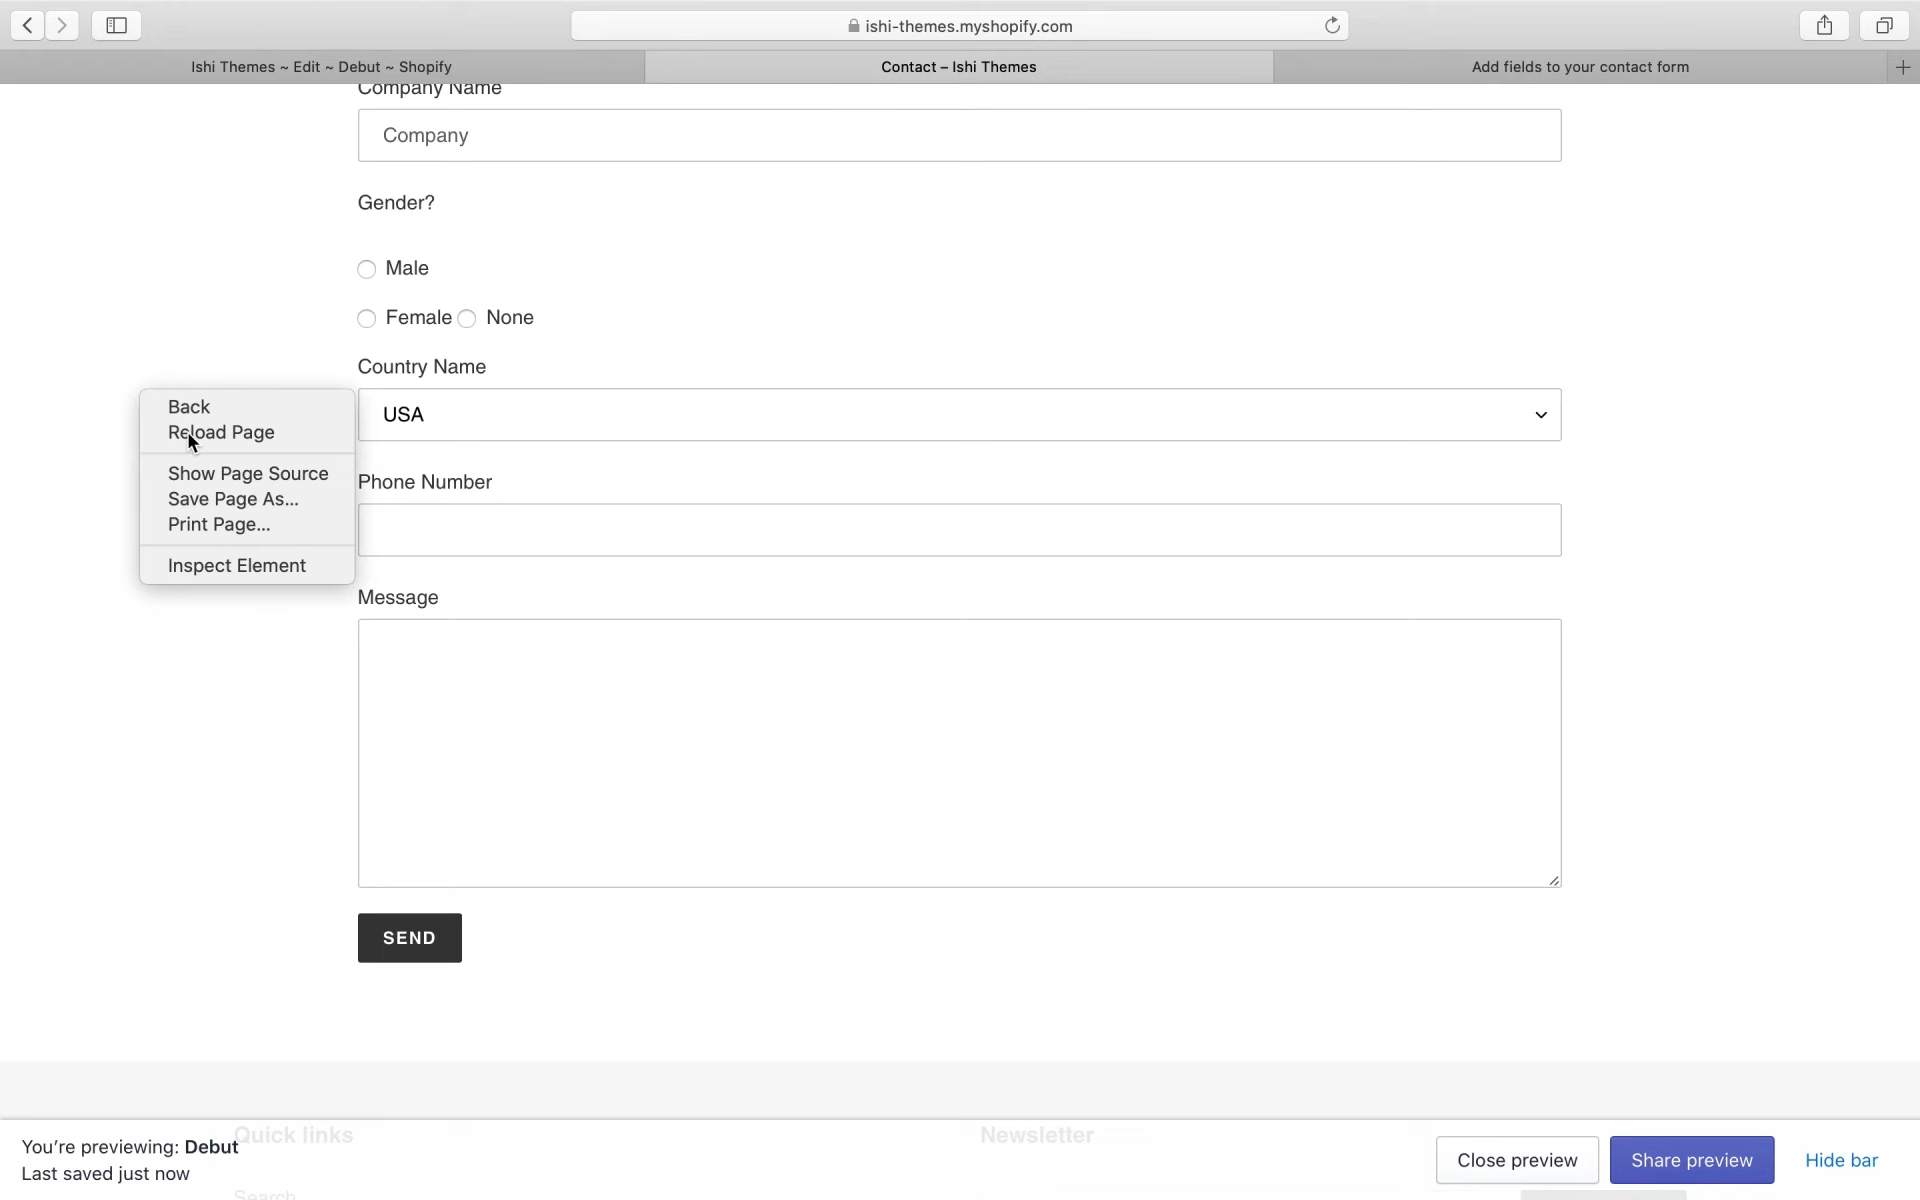 ishi-themes.myshopify.com
Ishi Themes ~ Edit ~ Debut ~ Shopify
Contact – Ishi Themes
Add fields to your contact form
Company Name
Company
Gender?
Male
Female None
Country Name
USA
Back
Reload Page
Show Page Source
Save Page As...
Print Page...
Inspect Element
Phone Number
Message
SEND
Quick links
Newsletter
You're previewing: Debut
Last saved just now
Search
Close preview
Share preview
Hide bar